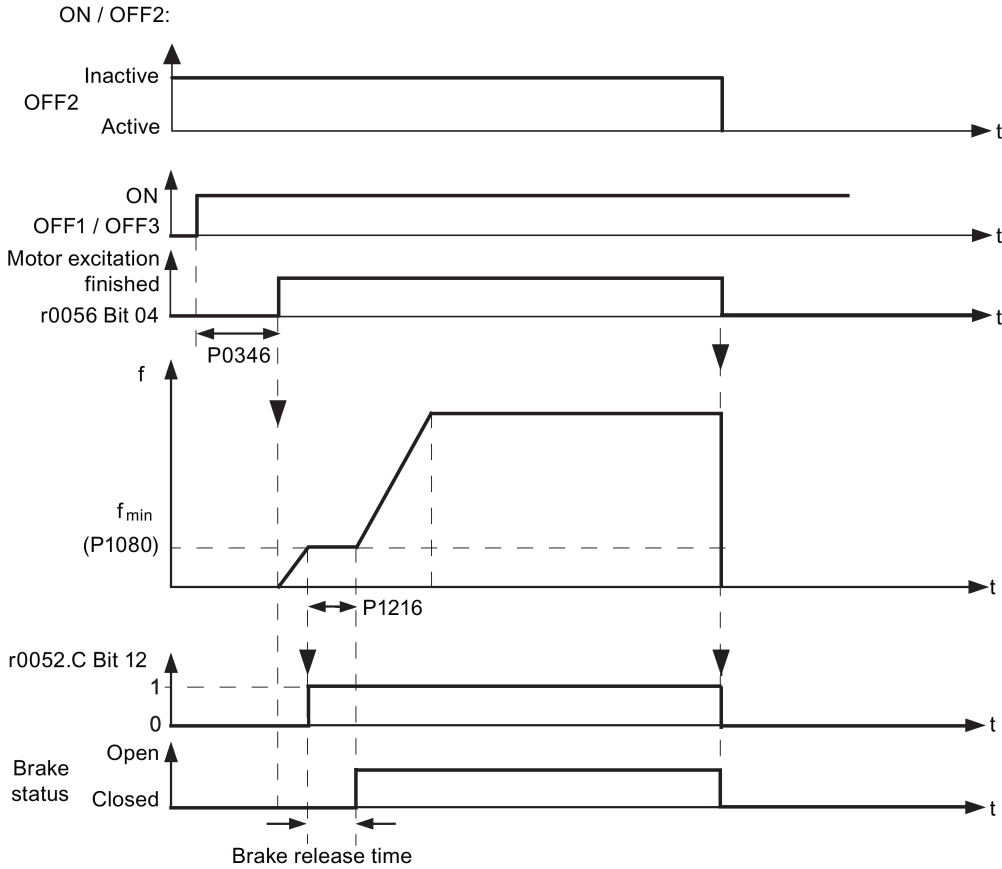 ON / OFF2:
Inactive
OFF2
Active
t
ON
OFF1 / OFF3
t
Motor excitation
finished
r0056 Bit 04
t
P0346
f
fmin
(P1080)
t
P1216
r0052.C Bit 12
1
0
t
Open
Brake
status
Closed
t
Brake release time